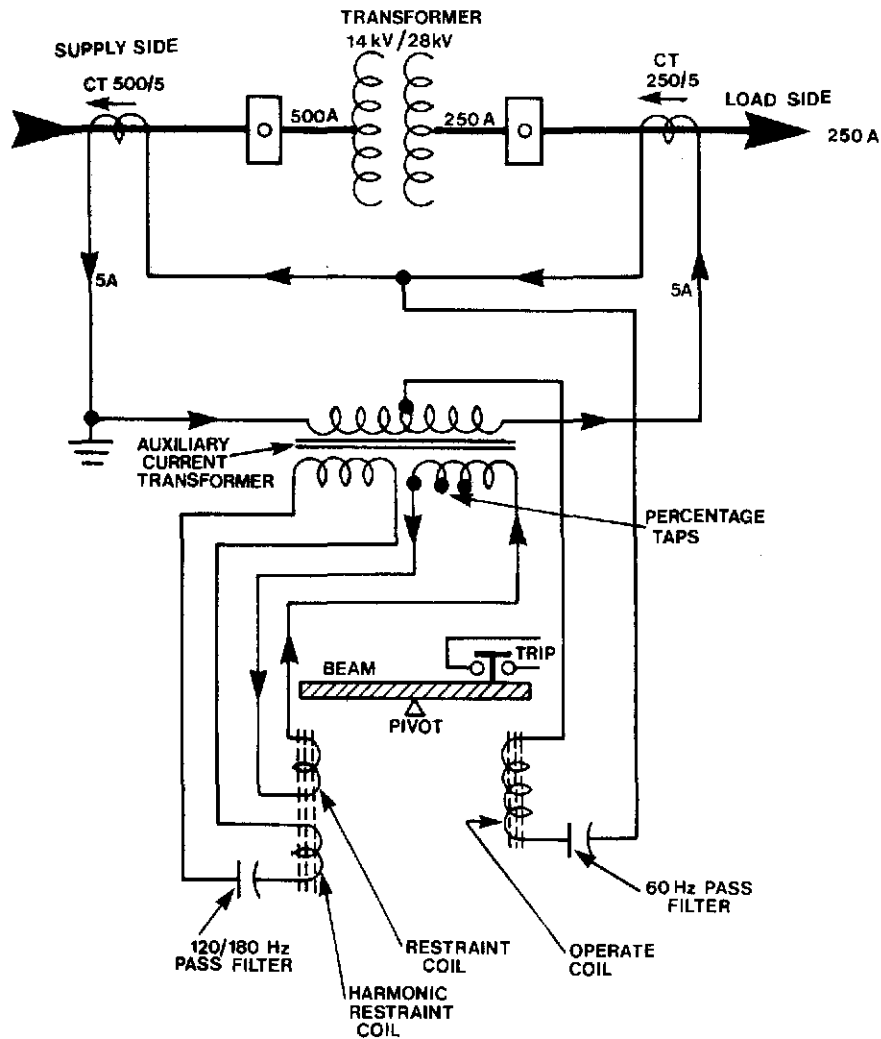 TRANSFORMER
14 kV / 28kV
SUPPLY SIDE
CT 500/5
CT
250/5
LOAD SIDE
500A
250 A
250 A
5A
5A
AUXILIARY
CURRENT
TRANSFORMER
PERCENTAGE
TAPS
TRIP
BEAM
PIVOT
60 Hz PASS
FILTER
120/180 Hz
PASS FILTER
RESTRAINT
COIL
OPERATE
COIL
HARMONIC
RESTRAINT
COIL